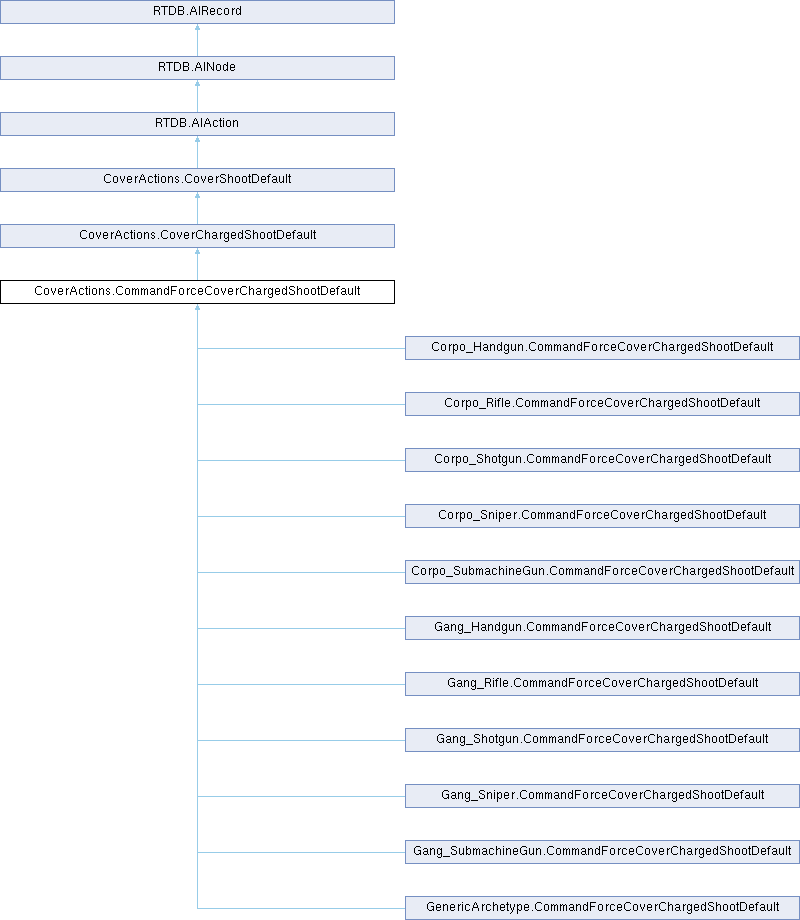 RTDB.AIRecord
RTDB.AINode
RTDB.AIAction
CoverActions.CoverShootDefault
CoverActions.CoverChargedShootDefault
CoverActions.CommandForceCoverChargedShootDefault
Corpo_Handgun.CommandForceCoverChargedShootDefault
Corpo_Rifle.CommandForceCoverChargedShootDefault
Corpo_Shotgun.CommandForceCoverChargedShootDefault
Corpo_Sniper.CommandForceCoverChargedShootDefault
Corpo_SubmachineGun.CommandForceCoverChargedShootDefault
Gang_Handgun.CommandForceCoverChargedShootDefault
Gang_Rifle.CommandForceCoverChargedShootDefault
Gang_Shotgun.CommandForceCoverChargedShootDefault
Gang_Sniper.CommandForceCoverChargedShootDefault
Gang_SubmachineGun.CommandForceCoverChargedShootDefault
GenericArchetype.CommandForceCoverChargedShootDefault